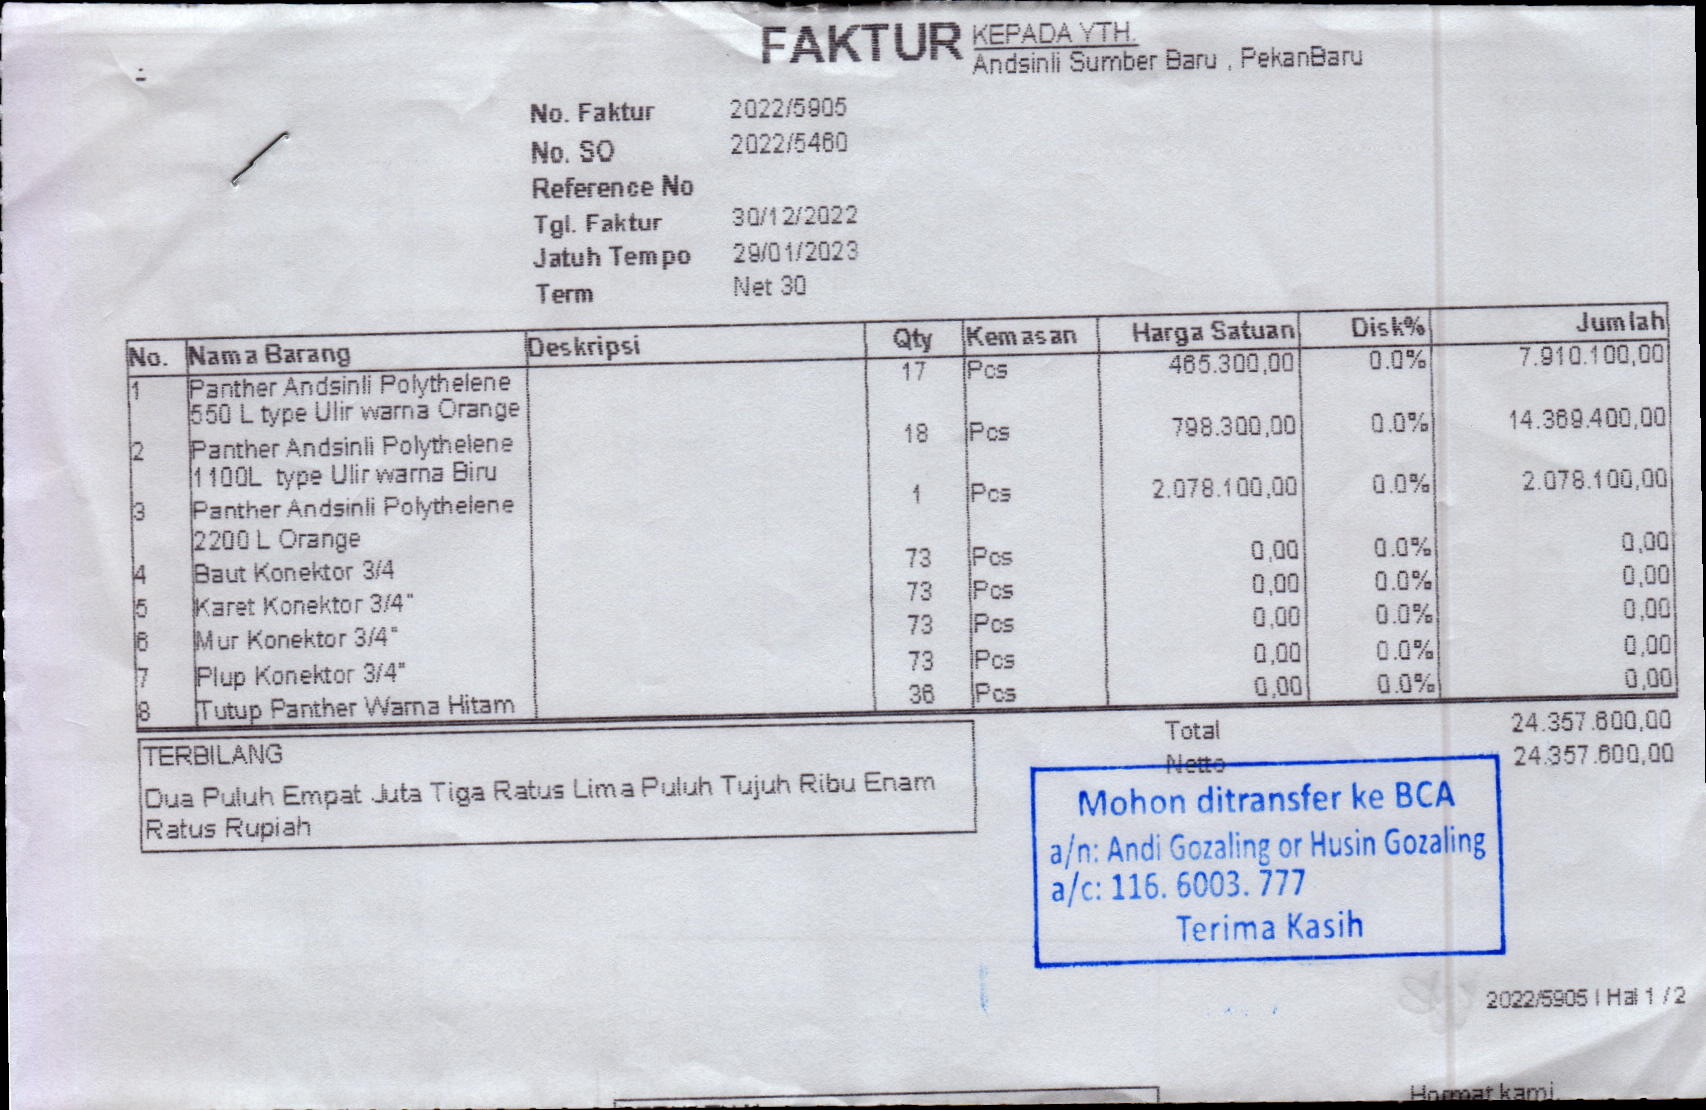 FAKTUR
KEPADA YTH.
Andsinli Sumber Baru , PekanBaru
No. Faktur 2022/5905
No. SO 2022/5460
Reference No
Tgl. Faktur 30/12/2022
Jatuh Tempo 29/01/2023
Term Net 30
No. Nama Barang Deskripsi Qty Kemasan Harga Satuan Disk% Jumlah
1 Panther Andsinli Polythelene 17 Pcs 465.300,00 0.0% 7.910.100,00
550 L type Ulir warna Orange
2 Panther Andsinli Polythelene 18 Pcs 798.300,00 0.0% 14.369.400,00
1100L type Ulir warna Biru
3 Panther Andsinli Polythelene 1 Pcs 2.078.100,00 0.0% 2.078.100,00
2200 L Orange
4 Baut Konektor 3/4 73 Pcs 0,00 0.0% 0,00
5 Karet Konektor 3/4" 73 Pcs 0,00 0.0% 0,00
6 Mur Konektor 3/4" 73 Pcs 0,00 0.0% 0,00
7 Plup Konektor 3/4" 73 Pcs 0,00 0.0% 0,00
8 Tutup Panther Warna Hitam 36 Pcs 0,00 0.0% 0,00
Total 24.357.600,00
Netto 24.357.600,00
TERBILANG
Dua Puluh Empat Juta Tiga Ratus Lima Puluh Tujuh Ribu Enam
Ratus Rupiah
Mohon ditransfer ke BCA
a/n: Andi Gozaling or Husin Gozaling
a/c: 116. 6003. 777
Terima Kasih
2022/5905 | Hal 1 / 2
Hormat kami,